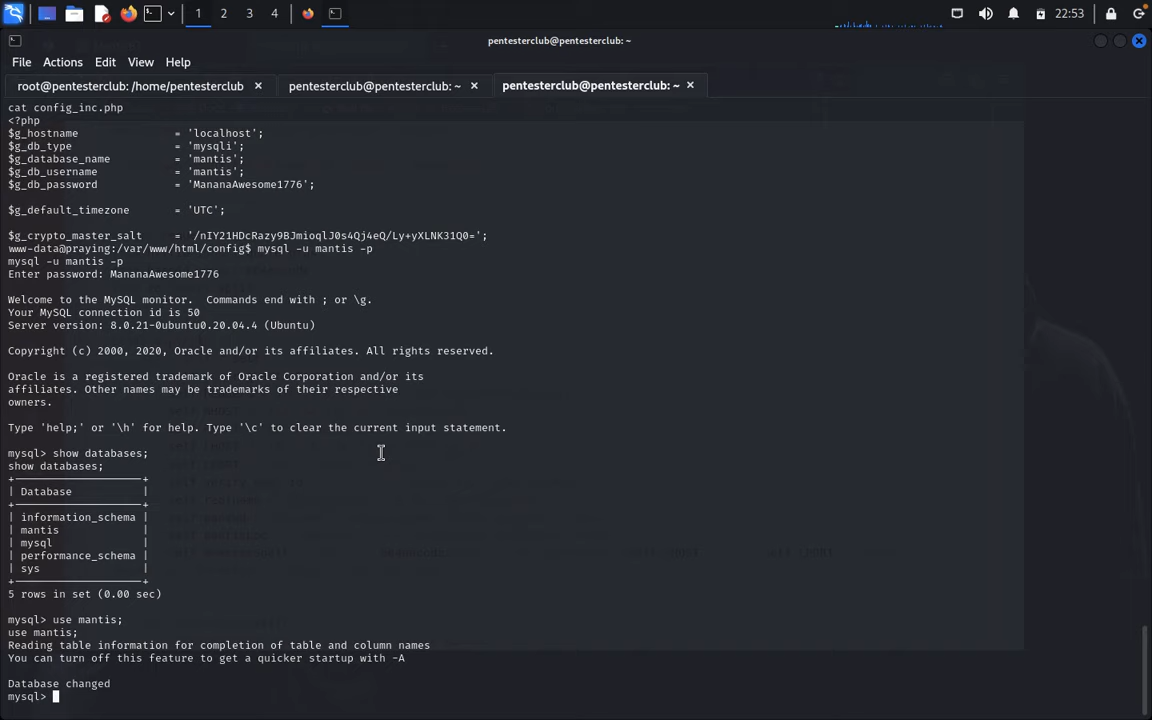 1 2 3 4 22:53
pentesterclub@pentesterclub: ~
File Actions Edit View Help
root@pentesterclub: /home/pentesterclub × pentesterclub@pentesterclub: ~ × pentesterclub@pentesterclub: ~ ×
cat config_inc.php
<?php
$g_hostname = 'localhost';
$g_db_type = 'mysqli';
$g_database_name = 'mantis';
$g_db_username = 'mantis';
$g_db_password = 'MananaAwesome1776';
$g_default_timezone = 'UTC';
$g_crypto_master_salt = '/nIY21HDcRazy9BJmioqlJ0s4Qj4eQ/Ly+yXLNK31Q0=';
www-data@praying:/var/www/html/config$ mysql -u mantis -p
mysql -u mantis -p
Enter password: MananaAwesome1776
Welcome to the MySQL monitor.  Commands end with ; or \g.
Your MySQL connection id is 50
Server version: 8.0.21-0ubuntu0.20.04.4 (Ubuntu)
Copyright (c) 2000, 2020, Oracle and/or its affiliates. All rights reserved.
Oracle is a registered trademark of Oracle Corporation and/or its
affiliates. Other names may be trademarks of their respective
owners.
Type 'help;' or '\h' for help. Type '\c' to clear the current input statement.
mysql> show databases;
show databases;
+--------------------+
| Database           |
+--------------------+
| information_schema |
| mantis             |
| mysql              |
| performance_schema |
| sys                |
+--------------------+
5 rows in set (0.00 sec)
mysql> use mantis;
use mantis;
Reading table information for completion of table and column names
You can turn off this feature to get a quicker startup with -A
Database changed
mysql>